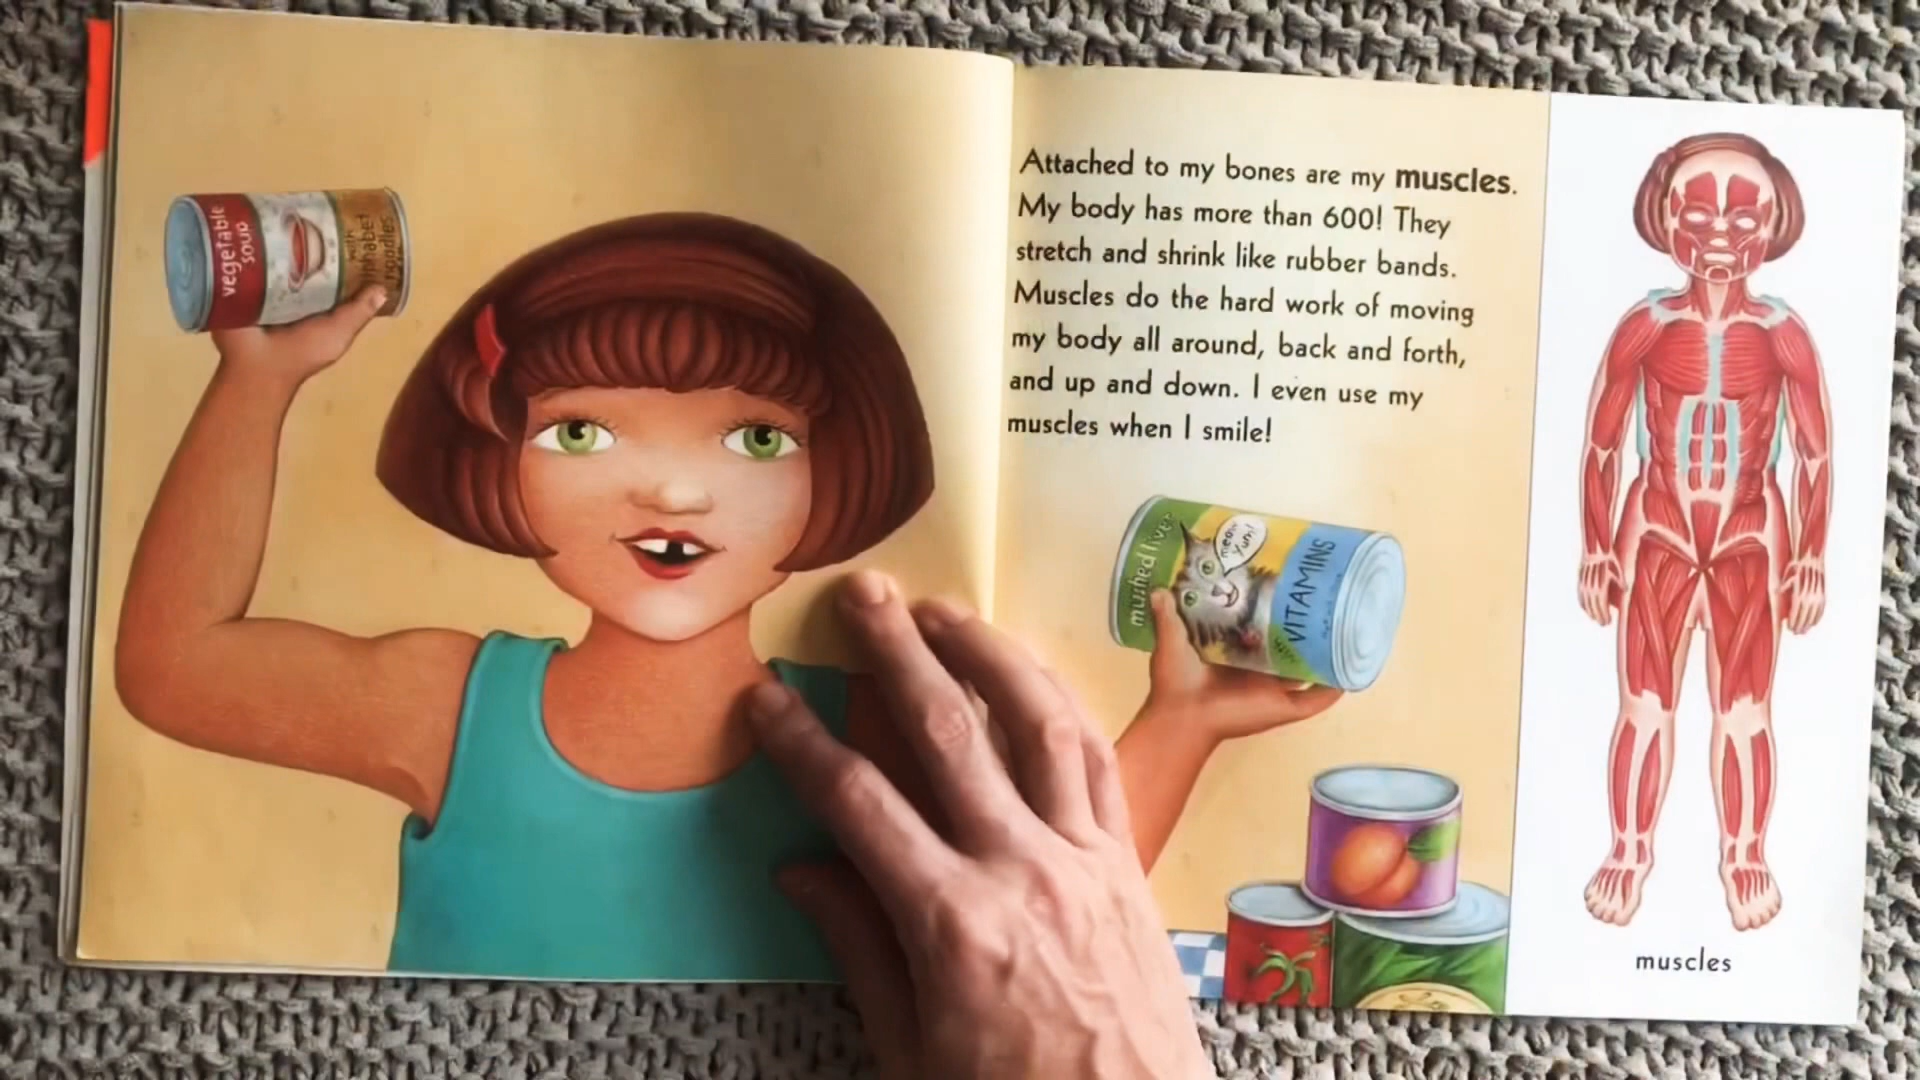 vegetable
soup
with
alphabet
noodles
Attached to my bones are my muscles.
My body has more than 600! They
stretch and shrink like rubber bands.
Muscles do the hard work of moving
my body all around, back and forth,
and up and down. I even use my
muscles when I smile!
mushed liver
meow
Yum!
with
VITAMINS
muscles